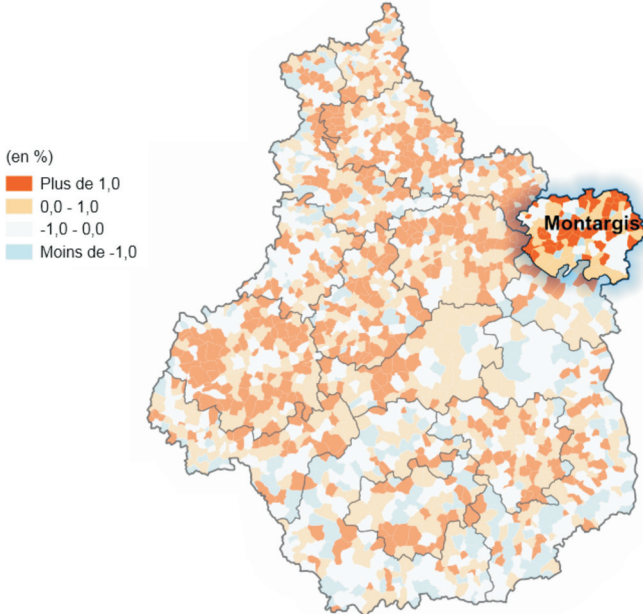 (en %)
Plus de 1,0
0,0 - 1,0
-1,0 - 0,0
Moins de -1,0
Montargis